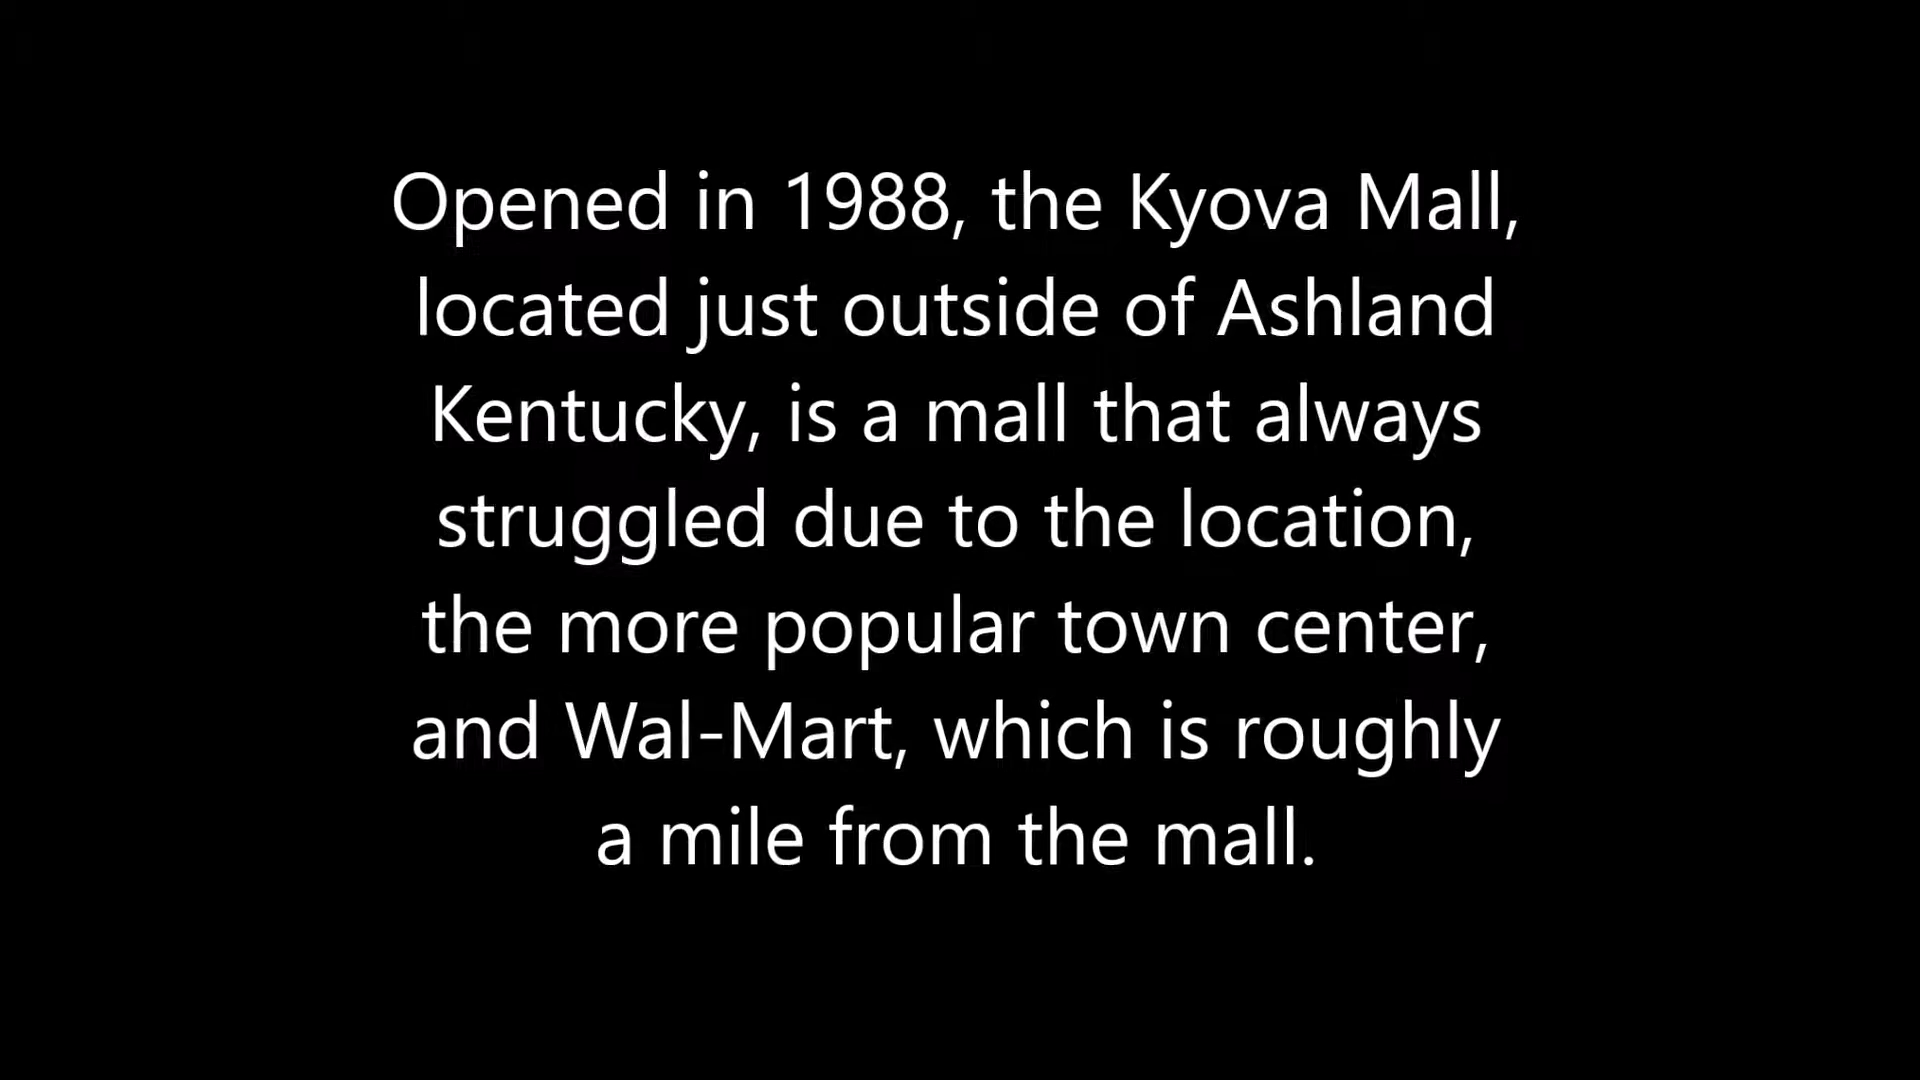 Opened in 1988, the Kyova Mall,
located just outside of Ashland
Kentucky, is a mall that always
struggled due to the location,
the more popular town center,
and Wal-Mart, which is roughly
a mile from the mall.